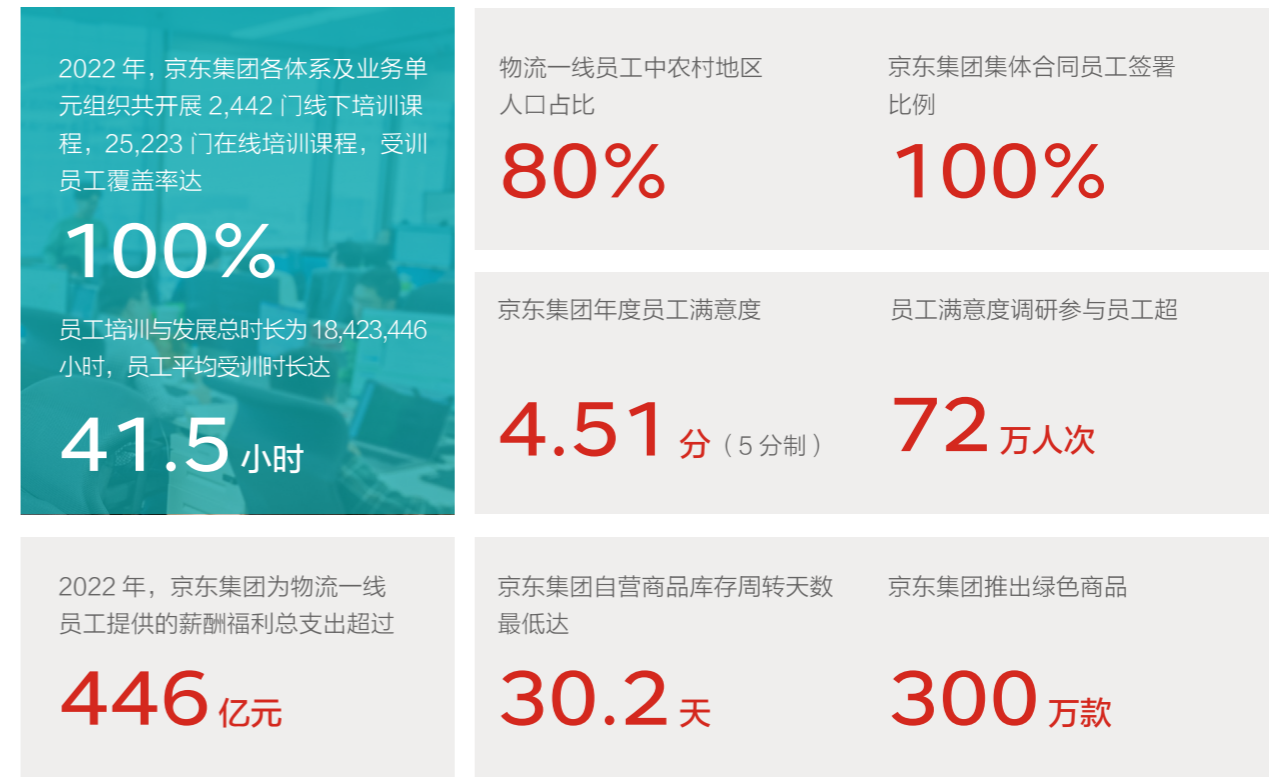 2022 年，京东集团各体系及业务单
元组织共开展 2,442 门线下培训课
程，25,223 门在线培训课程，受训
员工覆盖率达
100%
员工培训与发展总时长为 18,423,446
小时，员工平均受训时长达
41.5 小时
物流一线员工中农村地区
人口占比
80%
京东集团集体合同员工签署
比例
100%
京东集团年度员工满意度
4.51 分（5 分制）
员工满意度调研参与员工超
72 万人次
2022 年，京东集团为物流一线
员工提供的薪酬福利总支出超过
446 亿元
京东集团自营商品库存周转天数
最低达
30.2 天
京东集团推出绿色商品
300 万款